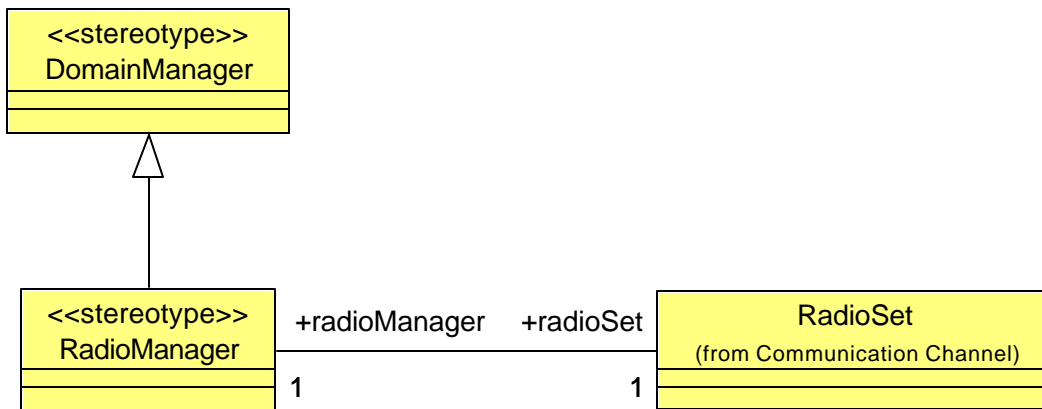 <<stereotype>>
DomainManager
<<stereotype>>
RadioManager
+radioManager
+radioSet
1
1
RadioSet
(from Communication Channel)